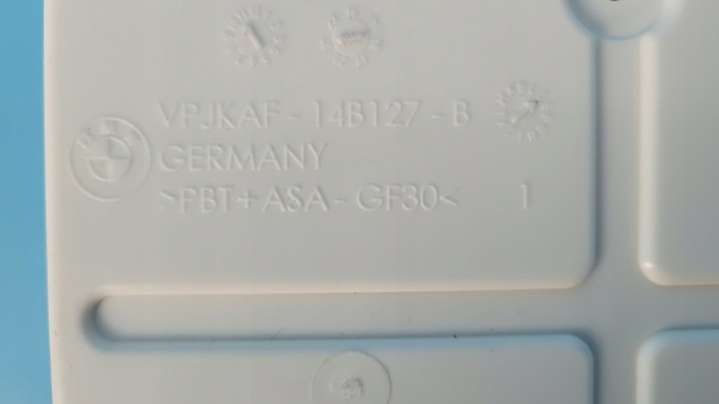 VPJKAF - 14B127 - B
GERMANY
>PBT+ASA - GF30< 1